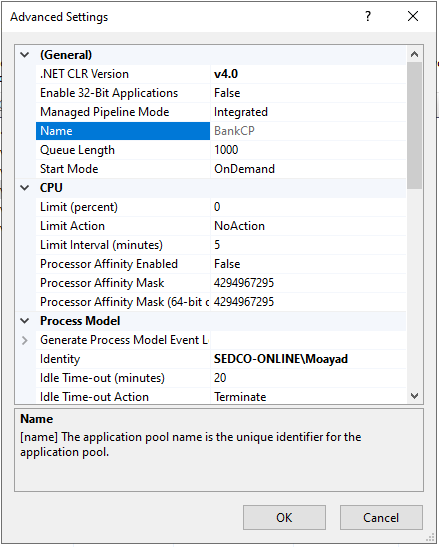 Advanced Settings
(General)
.NET CLR Version v4.0
Enable 32-Bit Applications False
Managed Pipeline Mode Integrated
Name BankCP
Queue Length 1000
Start Mode OnDemand
CPU
Limit (percent) 0
Limit Action NoAction
Limit Interval (minutes) 5
Processor Affinity Enabled False
Processor Affinity Mask 4294967295
Processor Affinity Mask (64-bit c 4294967295
Process Model
Generate Process Model Event L
Identity SEDCO-ONLINE\Moayad
Idle Time-out (minutes) 20
Idle Time-out Action Terminate
Name
[name] The application pool name is the unique identifier for the
application pool.
OK Cancel